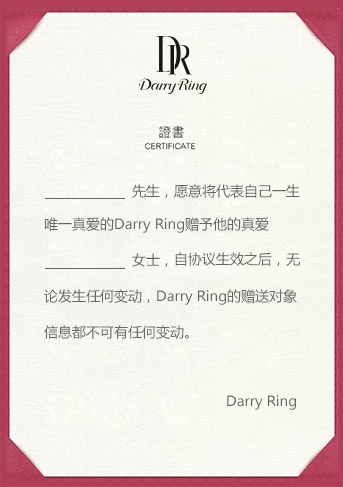 DR
Darry Ring
證書
CERTIFICATE
__________ 先生，愿意将代表自己一生
唯一真爱的Darry Ring赠予他的真爱
__________ 女士，自协议生效之后，无
论发生任何变动，Darry Ring的赠送对象
信息都不可有任何变动。
Darry Ring